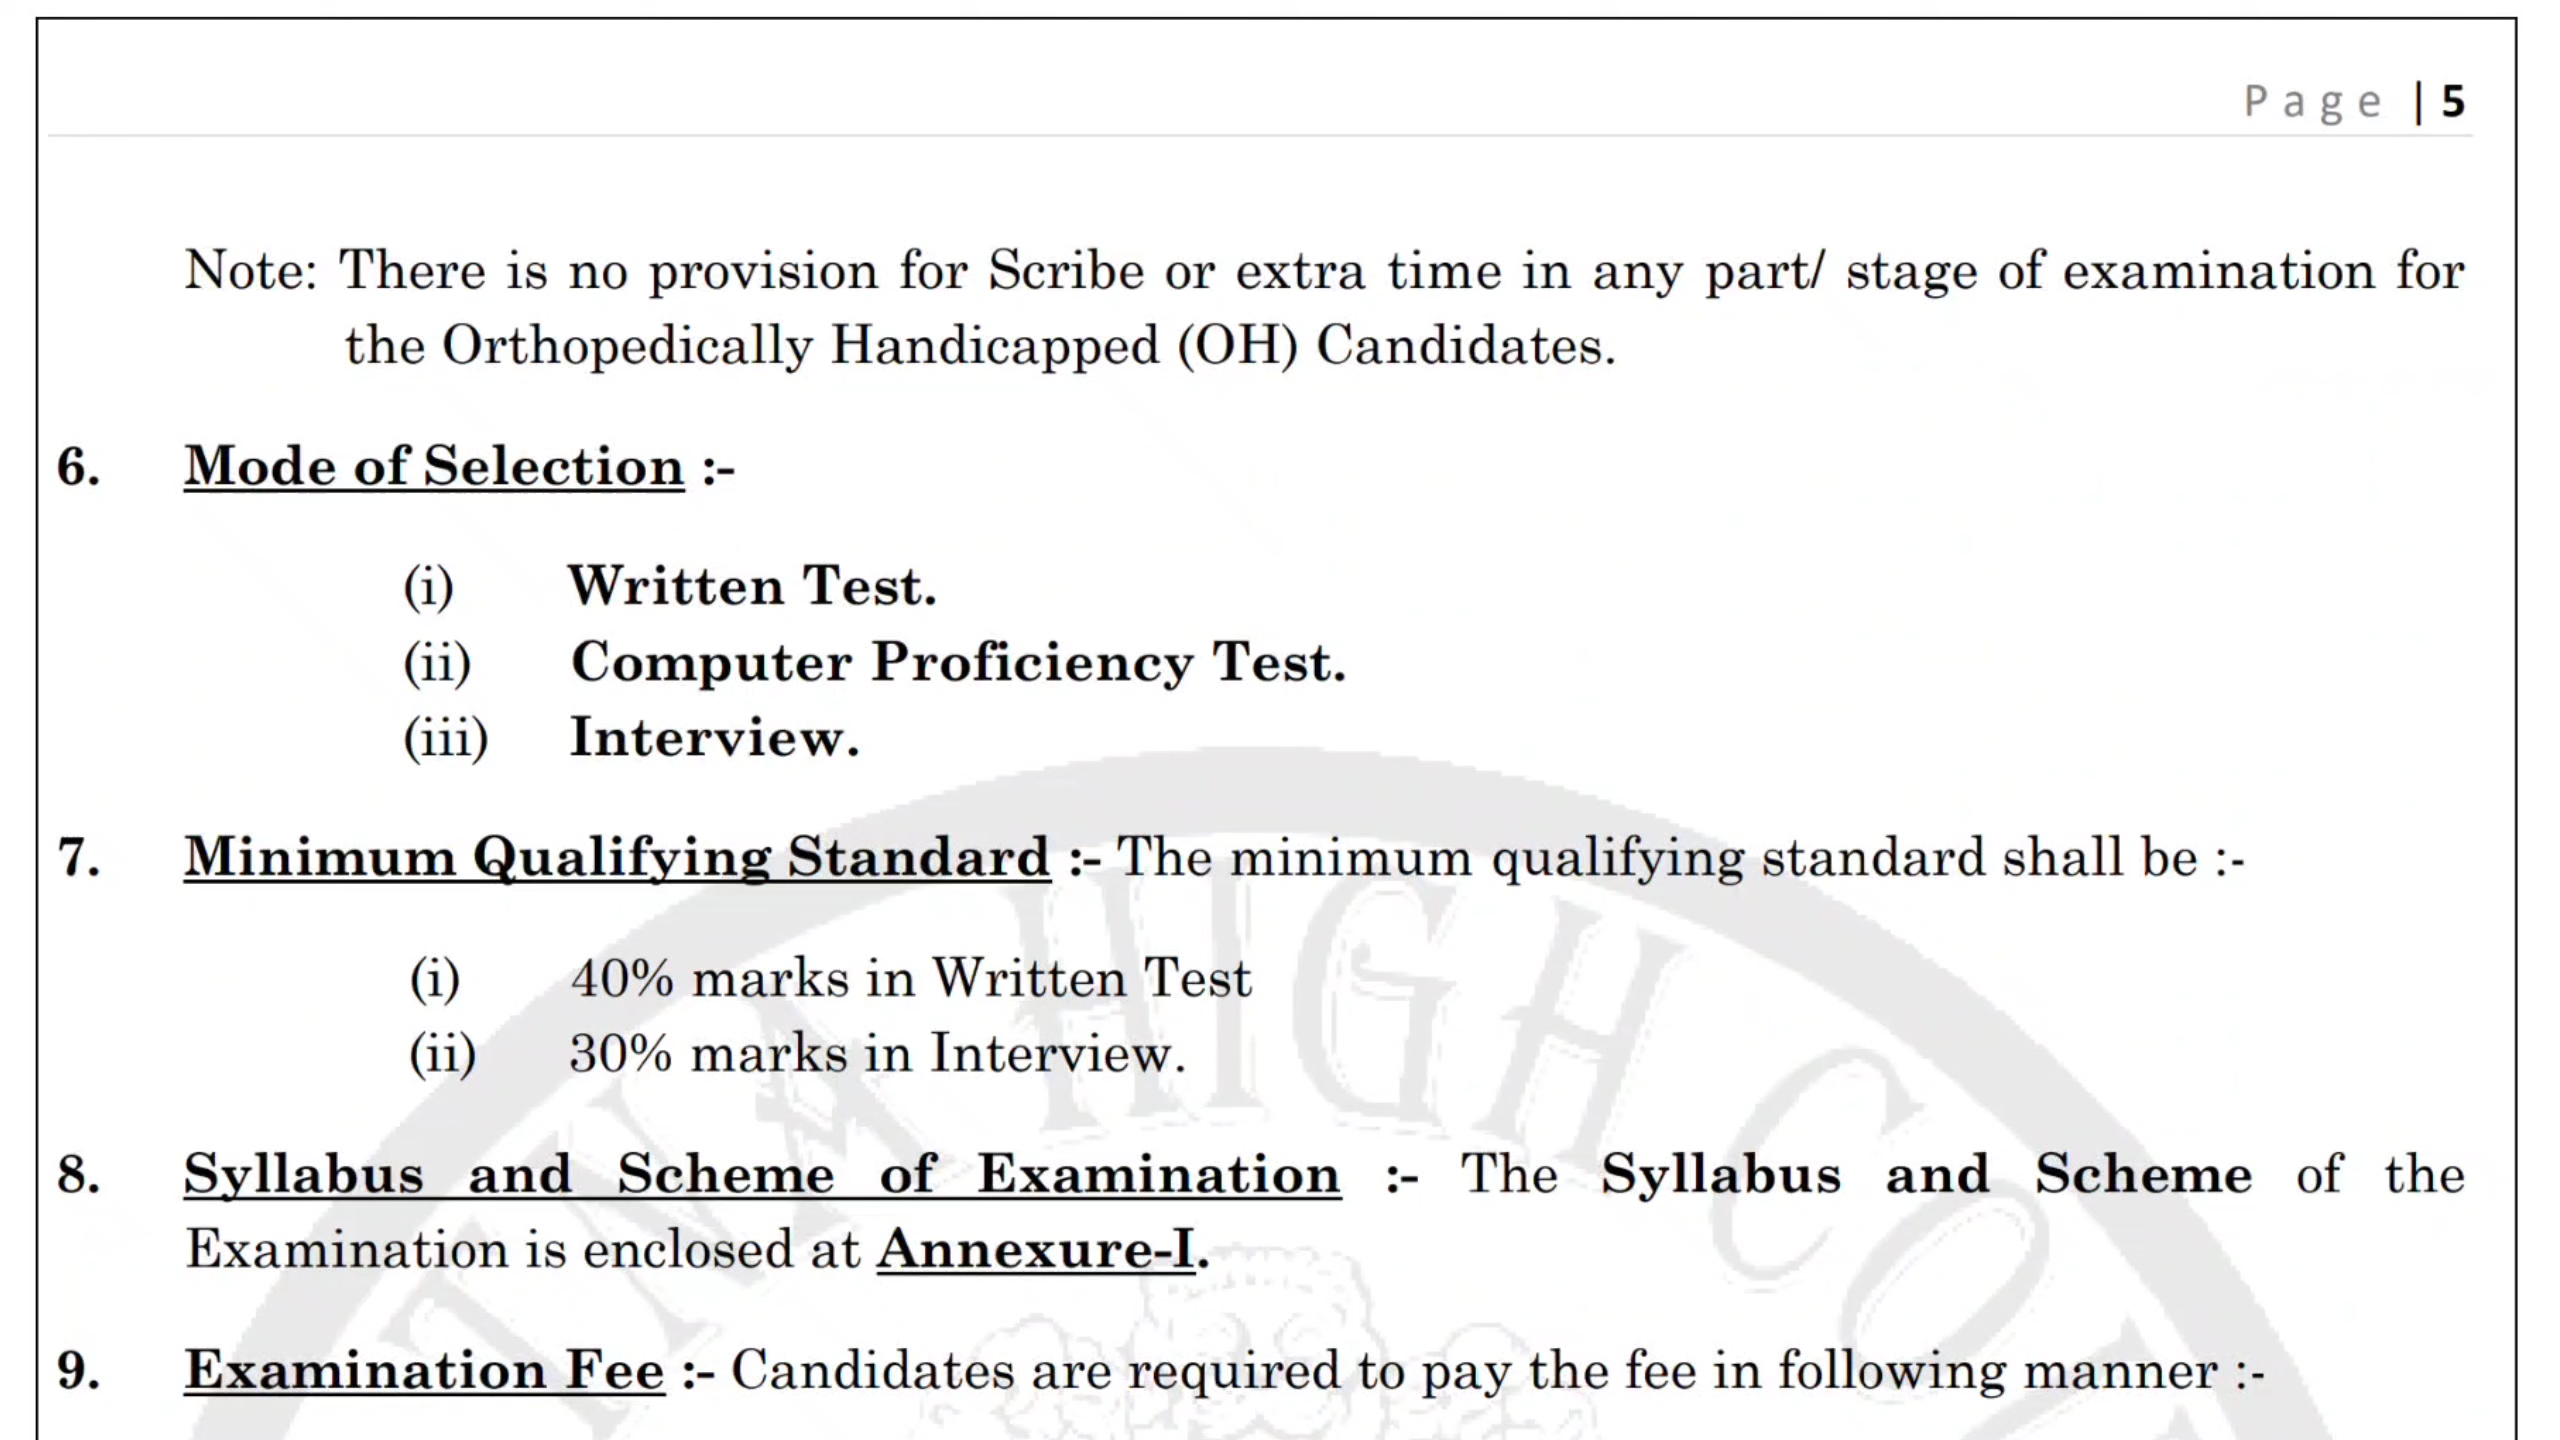 Page | 5
Note: There is no provision for Scribe or extra time in any part/ stage of examination for
the Orthopedically Handicapped (OH) Candidates.
6. Mode of Selection :-
(i) Written Test.
(ii) Computer Proficiency Test.
(iii) Interview.
7. Minimum Qualifying Standard :- The minimum qualifying standard shall be :-
(i) 40% marks in Written Test
(ii) 30% marks in Interview.
8. Syllabus and Scheme of Examination :- The Syllabus and Scheme of the
Examination is enclosed at Annexure-I.
9. Examination Fee :- Candidates are required to pay the fee in following manner :-
HIGH